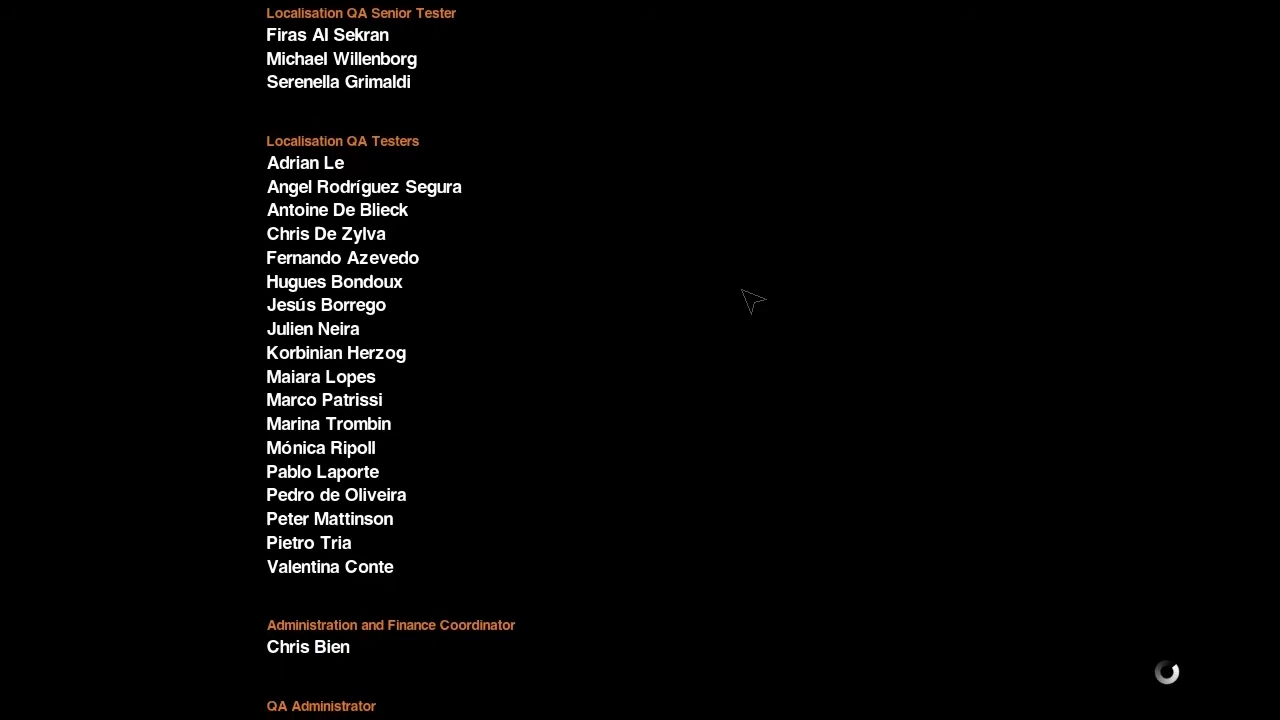 Localisation QA Senior Tester
Firas Al Sekran
Michael Willenborg
Serenella Grimaldi
Localisation QA Testers
Adrian Le
Angel Rodríguez Segura
Antoine De Blieck
Chris De Zylva
Fernando Azevedo
Hugues Bondoux
Jesús Borrego
Julien Neira
Korbinian Herzog
Maiara Lopes
Marco Patrissi
Marina Trombin
Mónica Ripoll
Pablo Laporte
Pedro de Oliveira
Peter Mattinson
Pietro Tria
Valentina Conte
Administration and Finance Coordinator
Chris Bien
QA Administrator